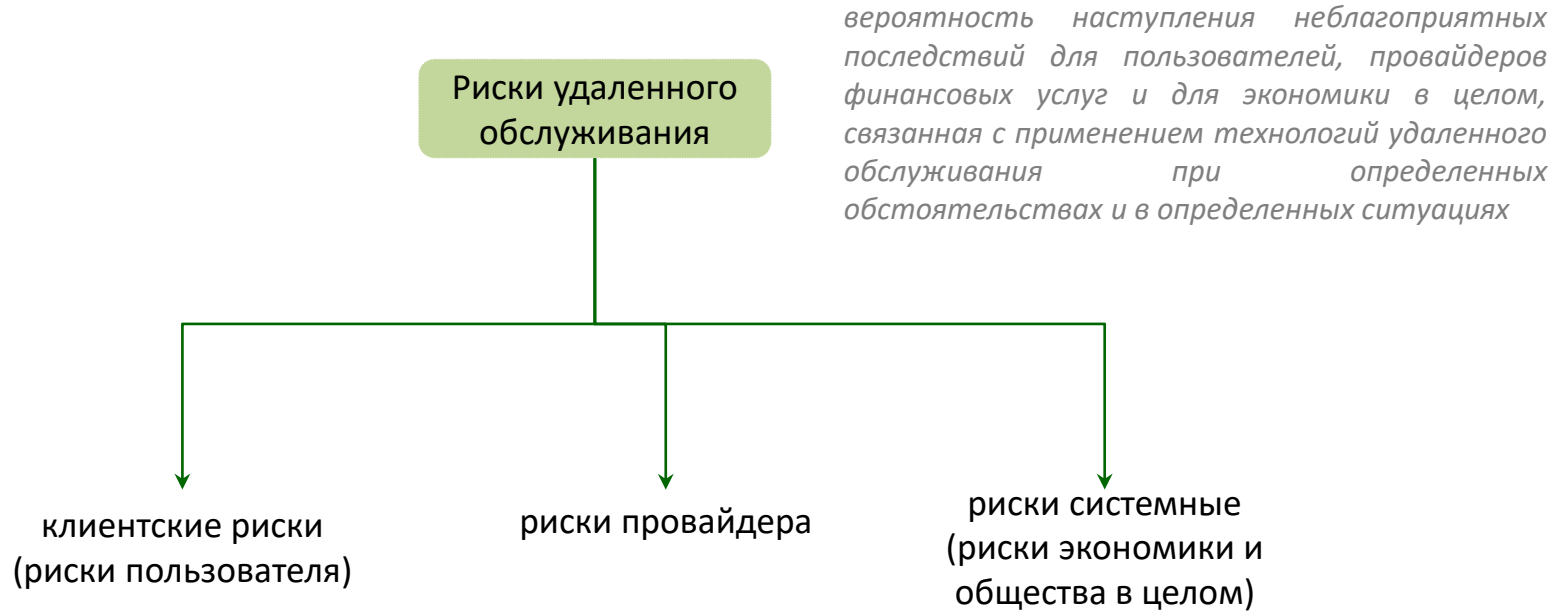 вероятность наступления неблагоприятных
последствий для пользователей, провайдеров
финансовых услуг и для экономики в целом,
связанная с применением технологий удаленного
обслуживания при определенных
обстоятельствах и в определенных ситуациях
Риски удаленного
обслуживания
клиентские риски
(риски пользователя)
риски провайдера
риски системные
(риски экономики и
общества в целом)